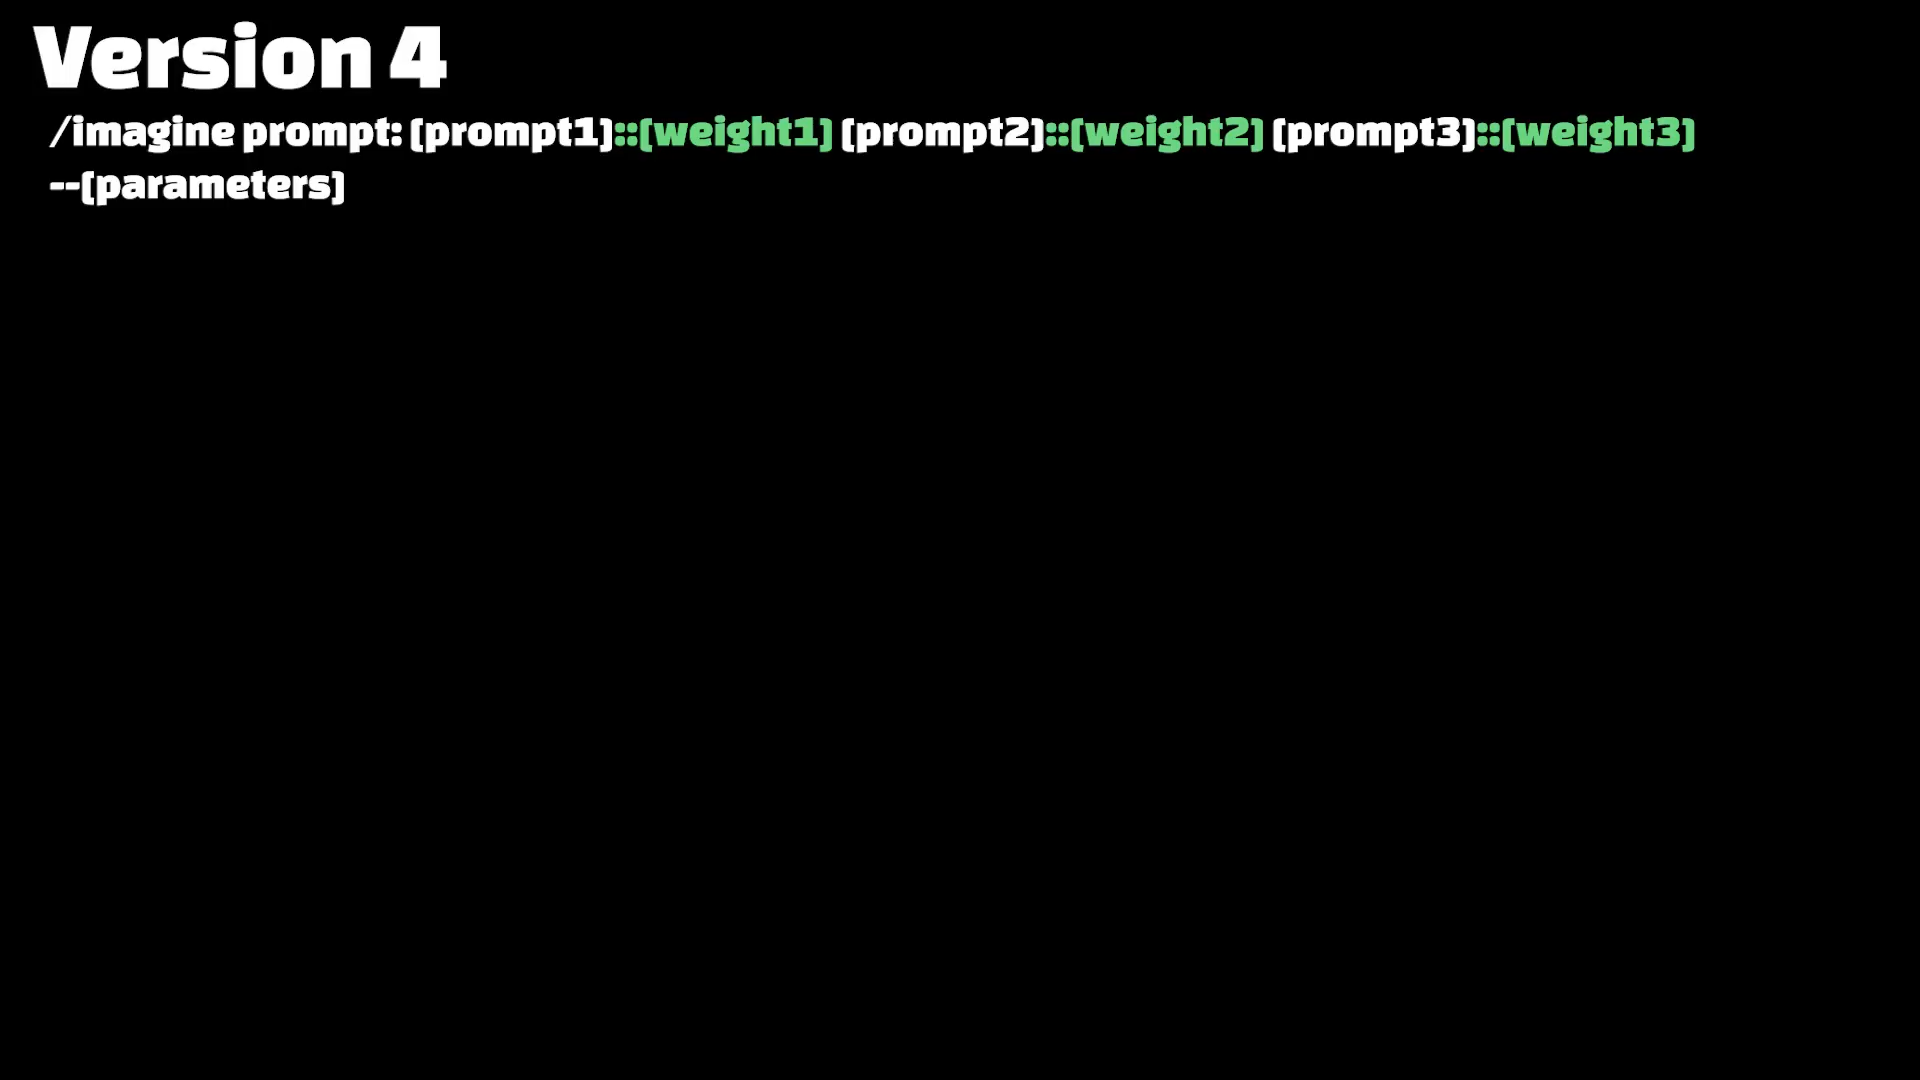 Version 4
/imagine prompt: [prompt1]::[weight1] [prompt2]::[weight2] [prompt3]::[weight3]
--[parameters]